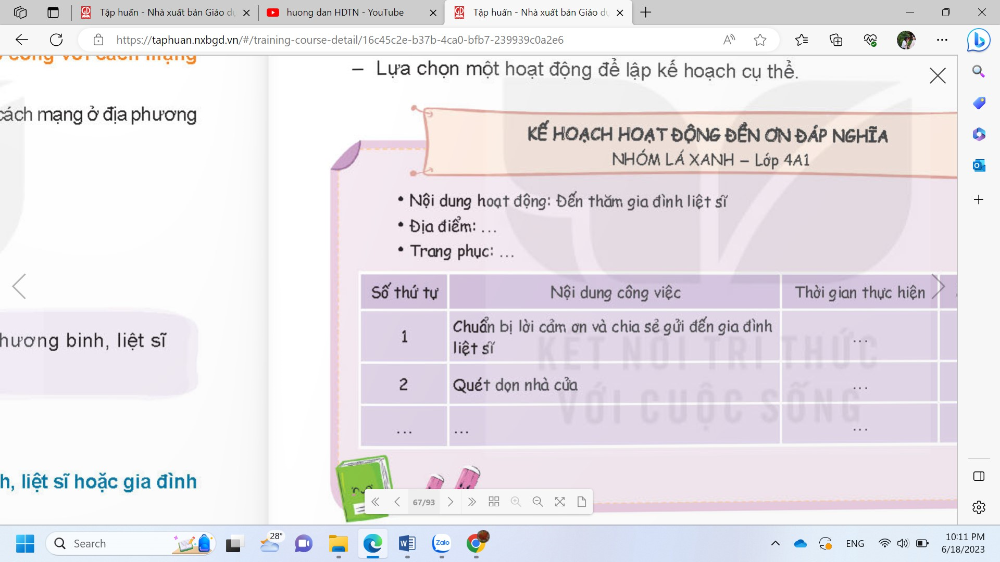 Tập huấn - Nhà xuất bản Giáo dụ
huong dan HDTN - YouTube
Tập huấn - Nhà xuất bản Giáo dụ
https://taphuan.nxbgd.vn/#/training-course-detail/16c45c2e-b37b-4ca0-bfb7-239939c0a2e6
công với cách mạng
cách mạng ở địa phương
hương binh, liệt sĩ
h, liệt sĩ hoặc gia đình
– Lựa chọn một hoạt động để lập kế hoạch cụ thể.
KẾ HOẠCH HOẠT ĐỘNG ĐỀN ƠN ĐÁP NGHĨA
NHÓM LÁ XANH – Lớp 4A1
• Nội dung hoạt động: Đến thăm gia đình liệt sĩ
• Địa điểm: ...
• Trang phục: ...
Số thứ tự Nội dung công việc Thời gian thực hiện
1 Chuẩn bị lời cảm ơn và chia sẻ gửi đến gia đình ...
liệt sĩ
2 Quét dọn nhà cửa ...
... ... ...
KẾT NỐI TRI THỨC
VỚI CUỘC SỐNG
67/93
Search
28°
Zalo
ENG
10:11 PM
6/18/2023